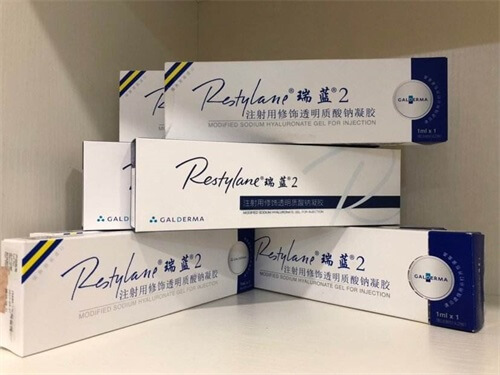 Restylane® 瑞蓝® 2
注射用修饰透明质酸钠凝胶
MODIFIED SODIUM HYALURONATE GEL FOR INJECTION
GALDERMA
1ml x 1
Restylane® 瑞蓝® 2
注射用修饰透明质酸钠凝胶
MODIFIED SODIUM HYALURONATE GEL FOR INJECTION
GALDERMA
GALDERMA
Restylane® 瑞蓝® 2
注射用修饰透明质酸钠凝胶
MODIFIED SODIUM HYALURONATE GEL FOR INJECTION
Restylane® 瑞蓝® 2
注射用修饰透明质酸钠凝胶
MODIFIED SODIUM HYALURONATE GEL FOR INJECTION
GALDERMA
1ml x 1